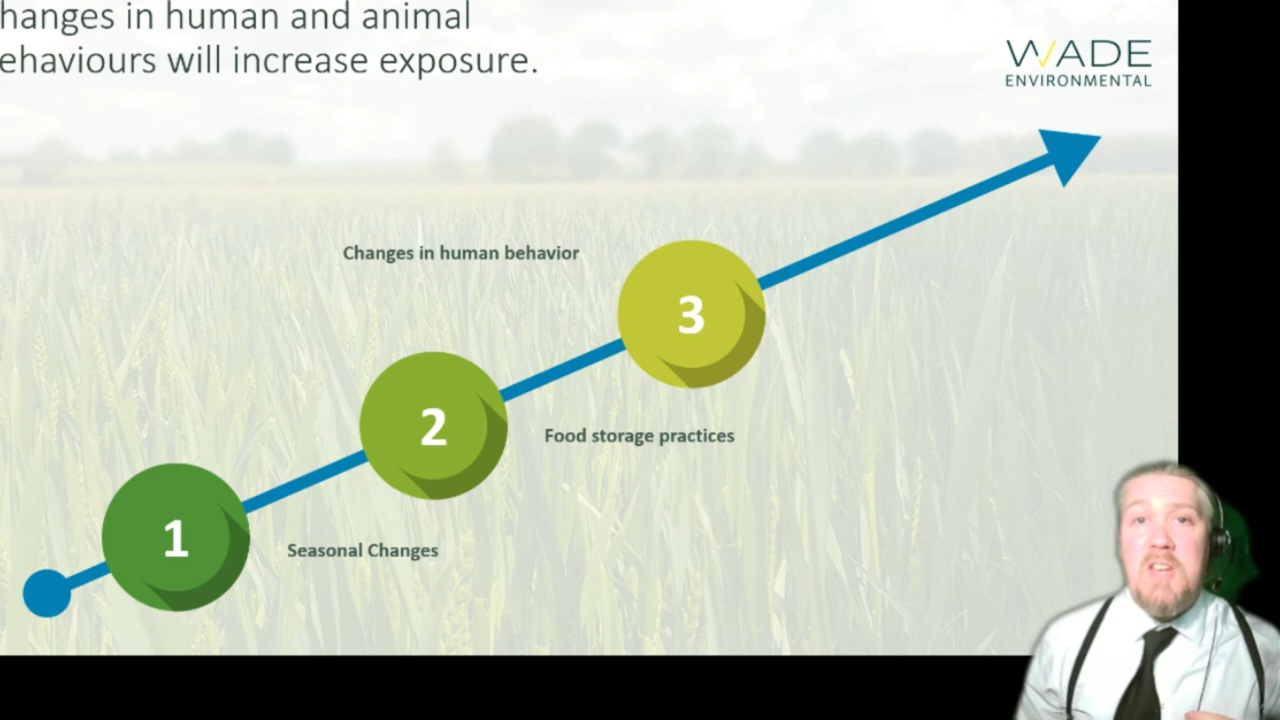 hanges in human and animal
ehaviours will increase exposure.
WADE
ENVIRONMENTAL
Changes in human behavior
3
2
Food storage practices
1
Seasonal Changes